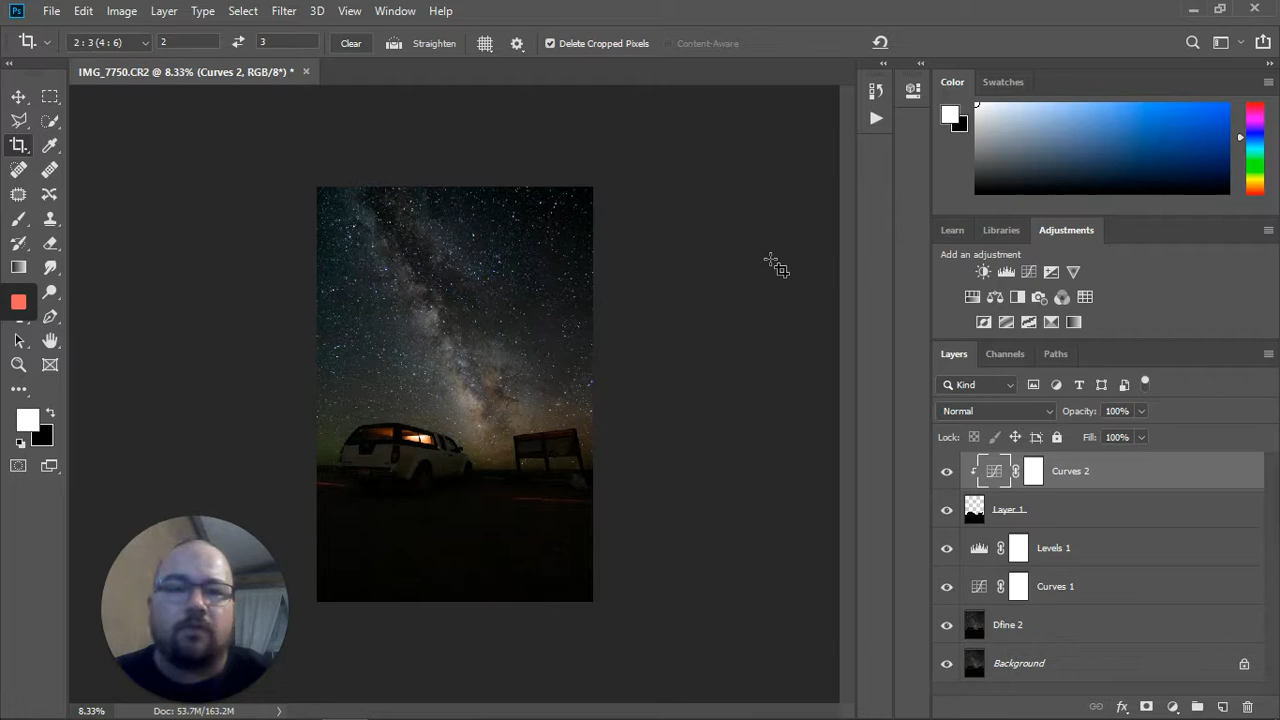 Ps File Edit Image Layer Type Select Filter 3D View Window Help
2 : 3 (4 : 6) 2 3 Clear Straighten Delete Cropped Pixels Content-Aware
IMG_7750.CR2 @ 8.33% (Curves 2, RGB/8*) *
Color Swatches
Learn Libraries Adjustments
Add an adjustment
Layers Channels Paths
Kind
Normal Opacity: 100%
Lock: Fill: 100%
Curves 2
Layer 1
Levels 1
Curves 1
Dfine 2
Background
8.33% Doc: 53.7M/163.2M